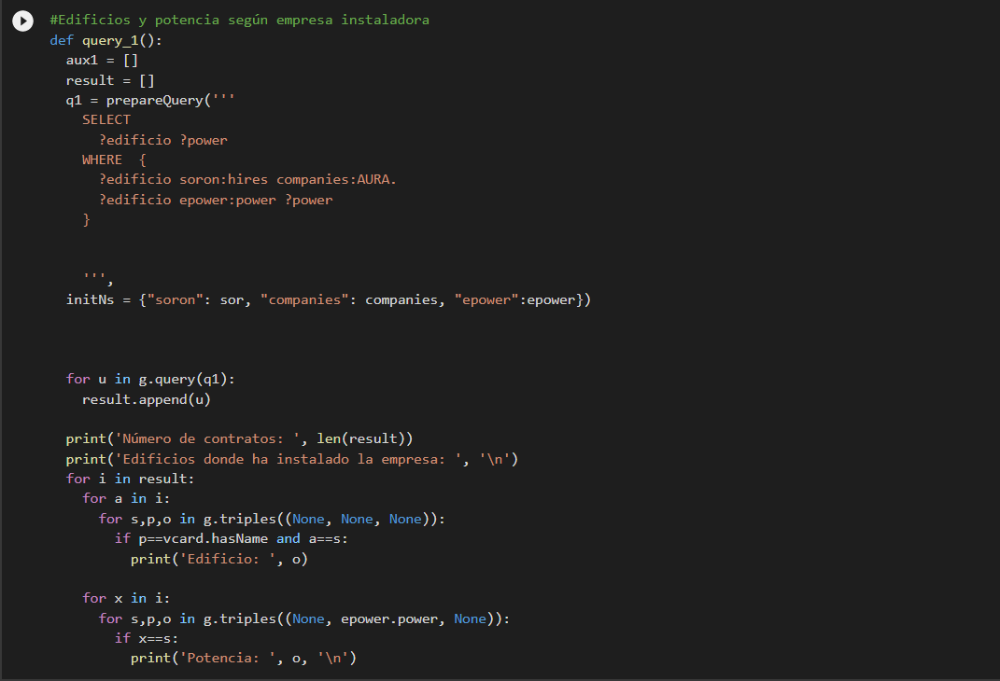 #Edificios y potencia según empresa instaladora
def query_1():
  aux1 = []
  result = []
  q1 = prepareQuery('''
    SELECT
      ?edificio ?power
    WHERE  {
      ?edificio soron:hires companies:AURA.
      ?edificio epower:power ?power
    }
    ''',
  initNs = {"soron": sor, "companies": companies, "epower":epower})
  for u in g.query(q1):
    result.append(u)
  print('Número de contratos: ', len(result))
  print('Edificios donde ha instalado la empresa: ', '\n')
  for i in result:
    for a in i:
      for s,p,o in g.triples((None, None, None)):
        if p==vcard.hasName and a==s:
          print('Edificio: ', o)
    for x in i:
      for s,p,o in g.triples((None, epower.power, None)):
        if x==s:
          print('Potencia: ', o, '\n')